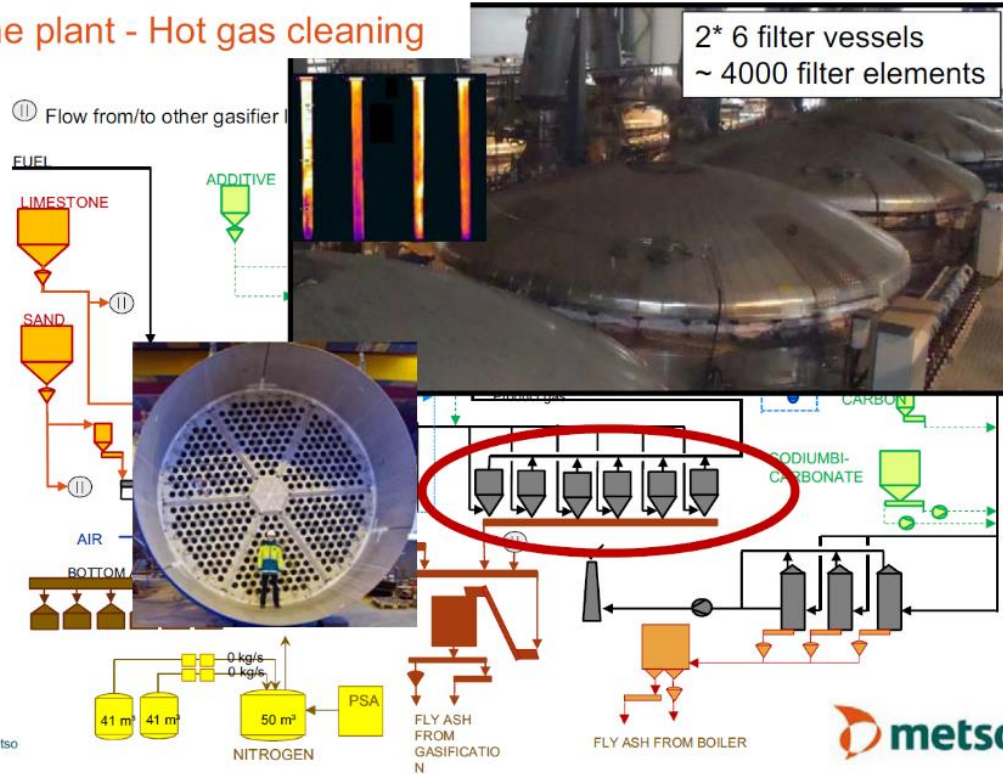 ne plant - Hot gas cleaning
2* 6 filter vessels
~ 4000 filter elements
Flow from/to other gasifier l
FUEL
LIMESTONE
ADDITIVE
SAND
AIR
BOTTOM
CARBON
SODIUMBI-
CARBONATE
0 kg/s
0 kg/s
41 m³
41 m³
50 m³
PSA
NITROGEN
FLY ASH
FROM
GASIFICATIO
N
FLY ASH FROM BOILER
tso
metso